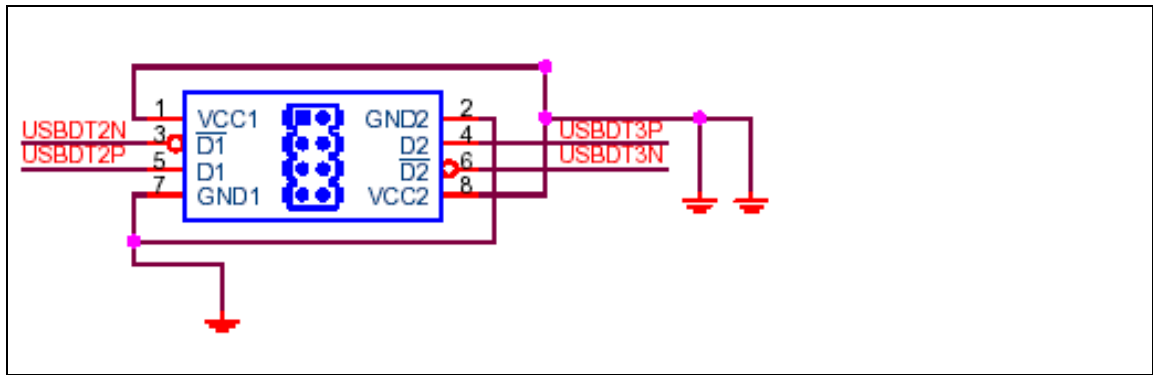 1 VCC1 GND2 2
USBDT2N 3 D1 D2 4 USBDT3P
USBDT2P 5 D1 D2 6 USBDT3N
7 GND1 VCC2 8